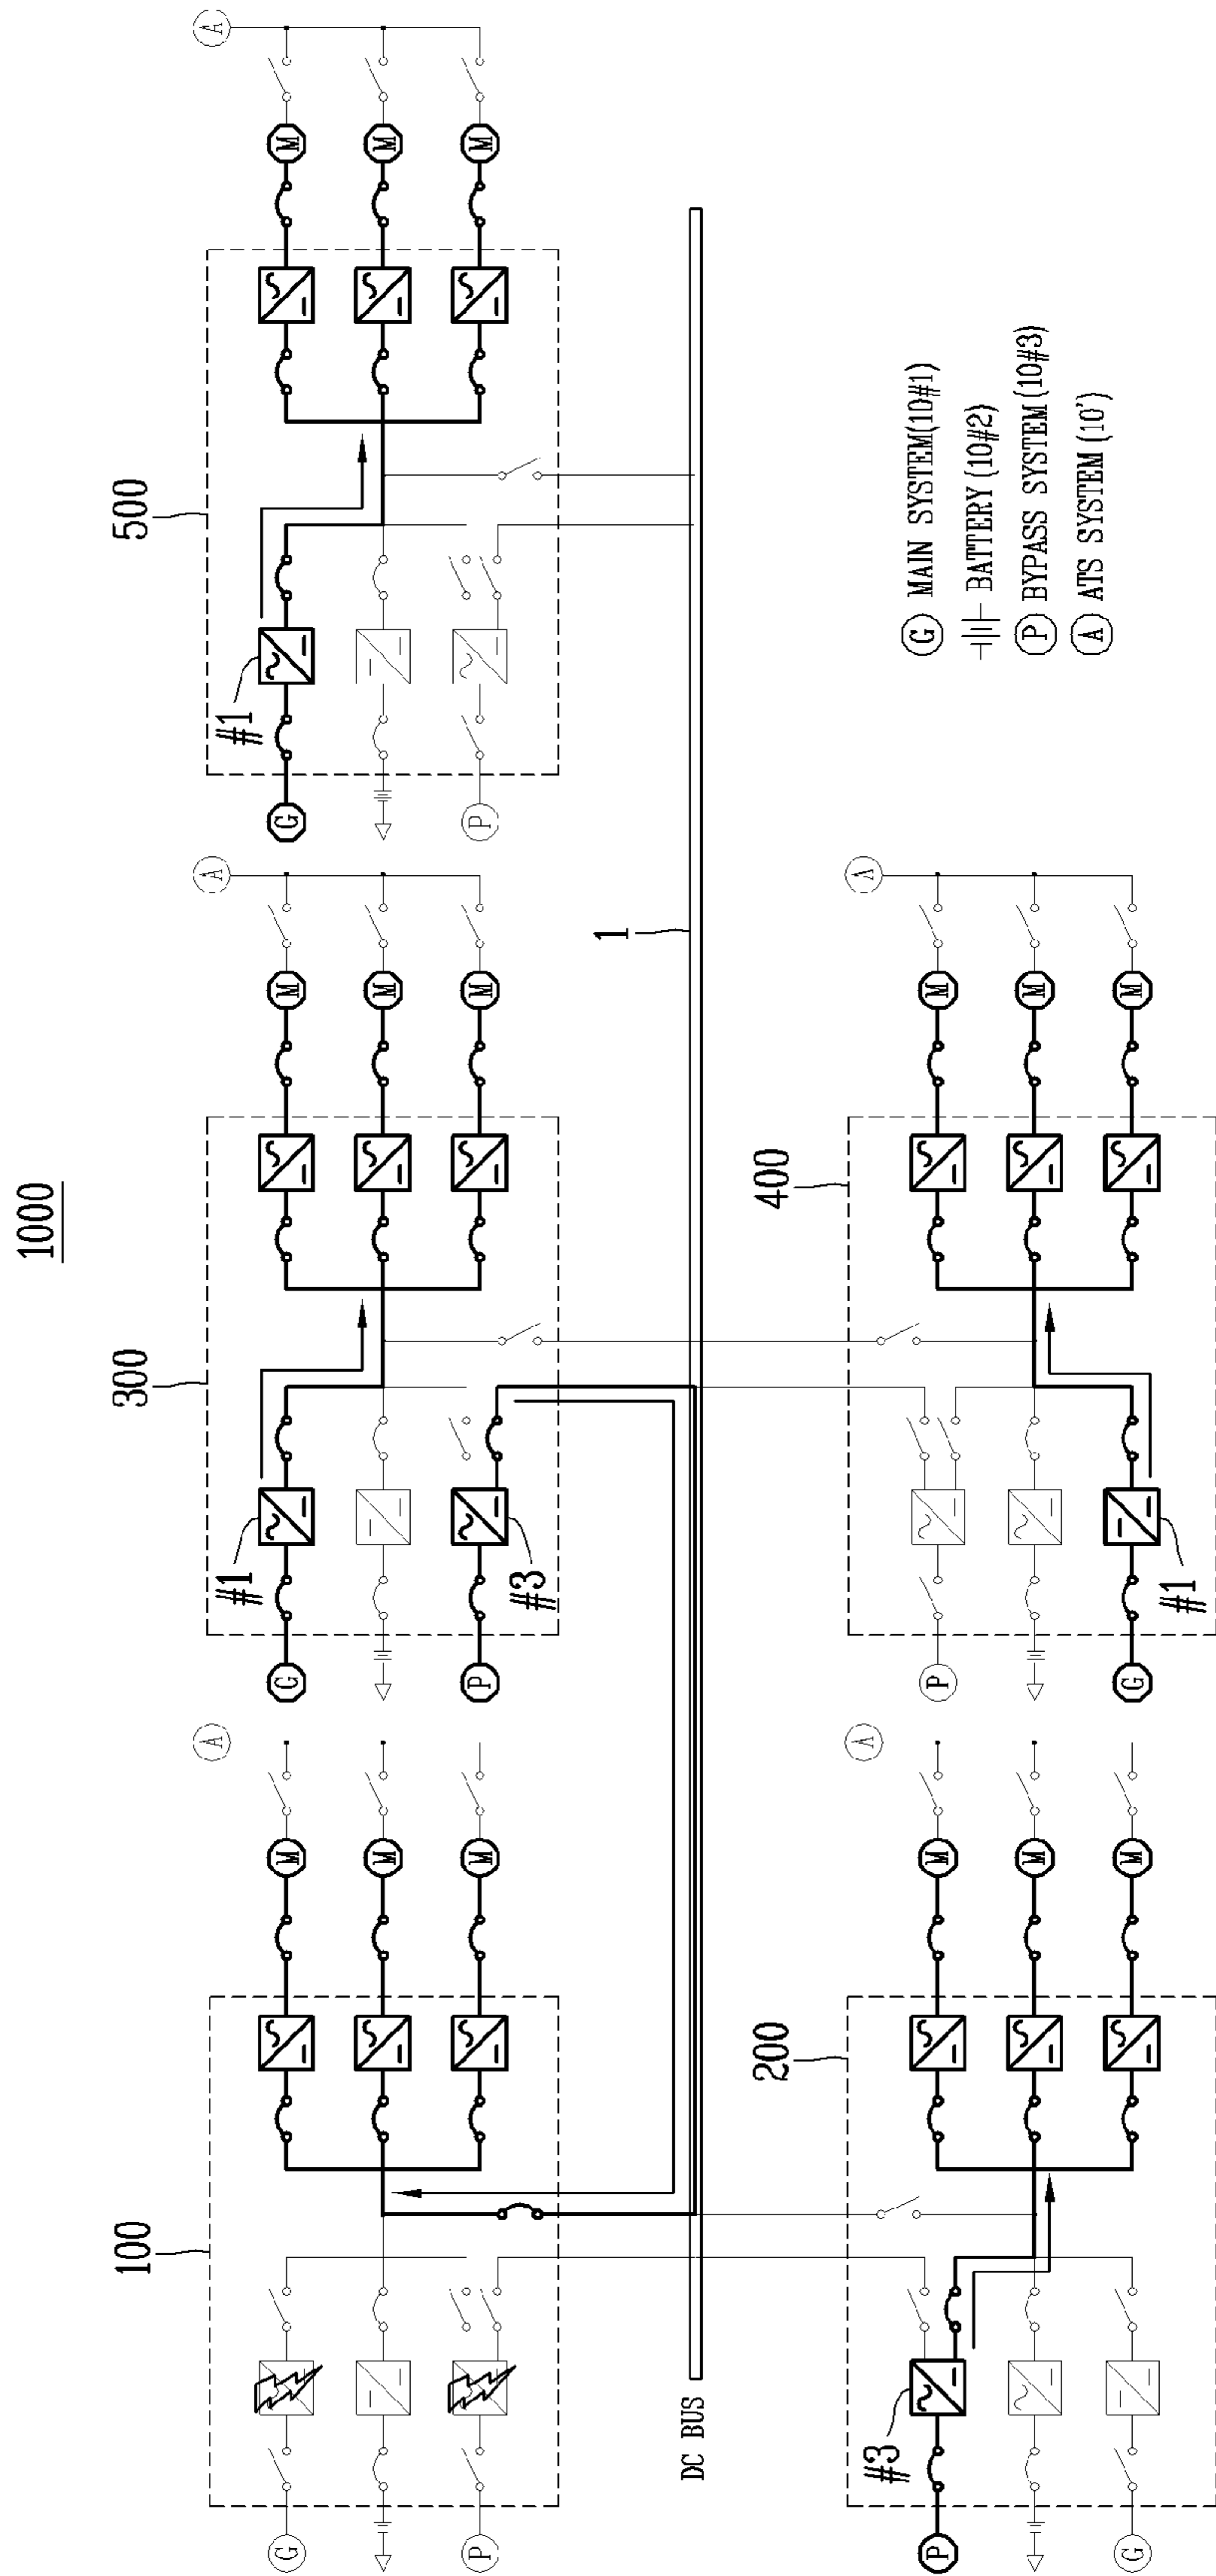 1000
100
300
500
A
A
A
#1
#1
G
M
G
M
G
M
M
M
M
P
M
P
M
P
M
#3
1
DC BUS
200
400
A
A
#3
P
M
P
M
M
M
G
M
G
M
#1
G MAIN SYSTEM(10#1)
BATTERY (10#2)
P BYPASS SYSTEM (10#3)
A ATS SYSTEM (10')